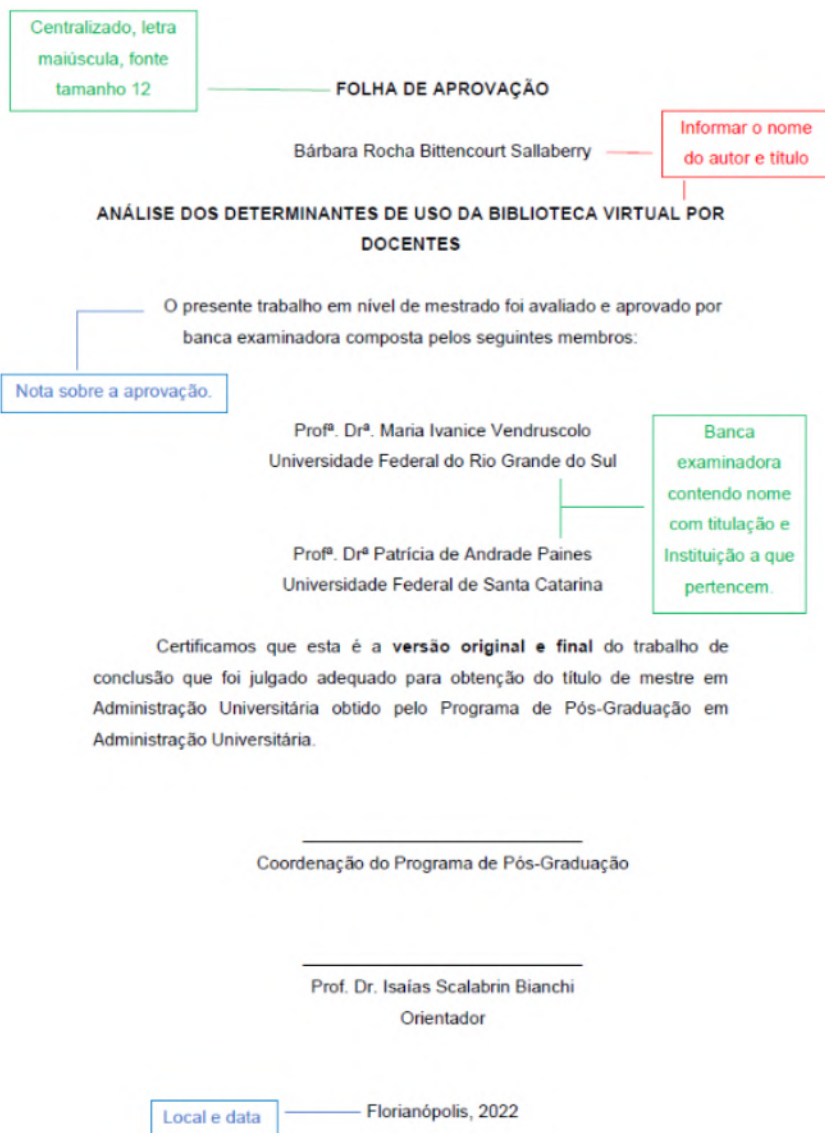 Centralizado, letra
maiúscula, fonte
tamanho 12
FOLHA DE APROVAÇÃO
Bárbara Rocha Bittencourt Sallaberry
Informar o nome
do autor e título
ANÁLISE DOS DETERMINANTES DE USO DA BIBLIOTECA VIRTUAL POR
DOCENTES
O presente trabalho em nível de mestrado foi avaliado e aprovado por
banca examinadora composta pelos seguintes membros:
Nota sobre a aprovação.
Profª. Drª. Maria Ivanice Vendruscolo
Universidade Federal do Rio Grande do Sul
Banca
examinadora
contendo nome
com titulação e
Instituição a que
pertencem.
Profª. Drª Patrícia de Andrade Paines
Universidade Federal de Santa Catarina
Certificamos que esta é a versão original e final do trabalho de
conclusão que foi julgado adequado para obtenção do título de mestre em
Administração Universitária obtido pelo Programa de Pós-Graduação em
Administração Universitária.
Coordenação do Programa de Pós-Graduação
Prof. Dr. Isaías Scalabrin Bianchi
Orientador
Local e data
Florianópolis, 2022